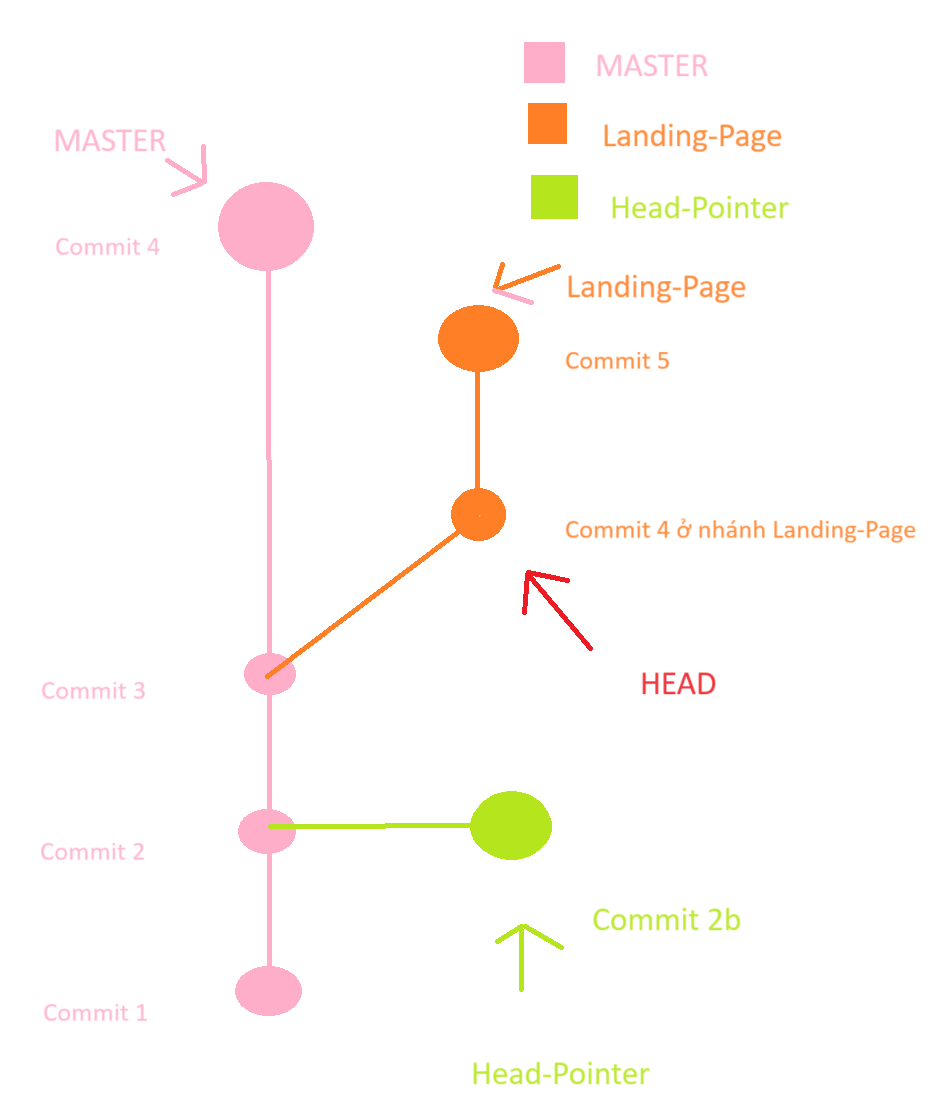 MASTER
Landing-Page
Head-Pointer
MASTER
Commit 4
Landing-Page
Commit 5
Commit 4 ở nhánh Landing-Page
HEAD
Commit 3
Commit 2
Commit 2b
Commit 1
Head-Pointer